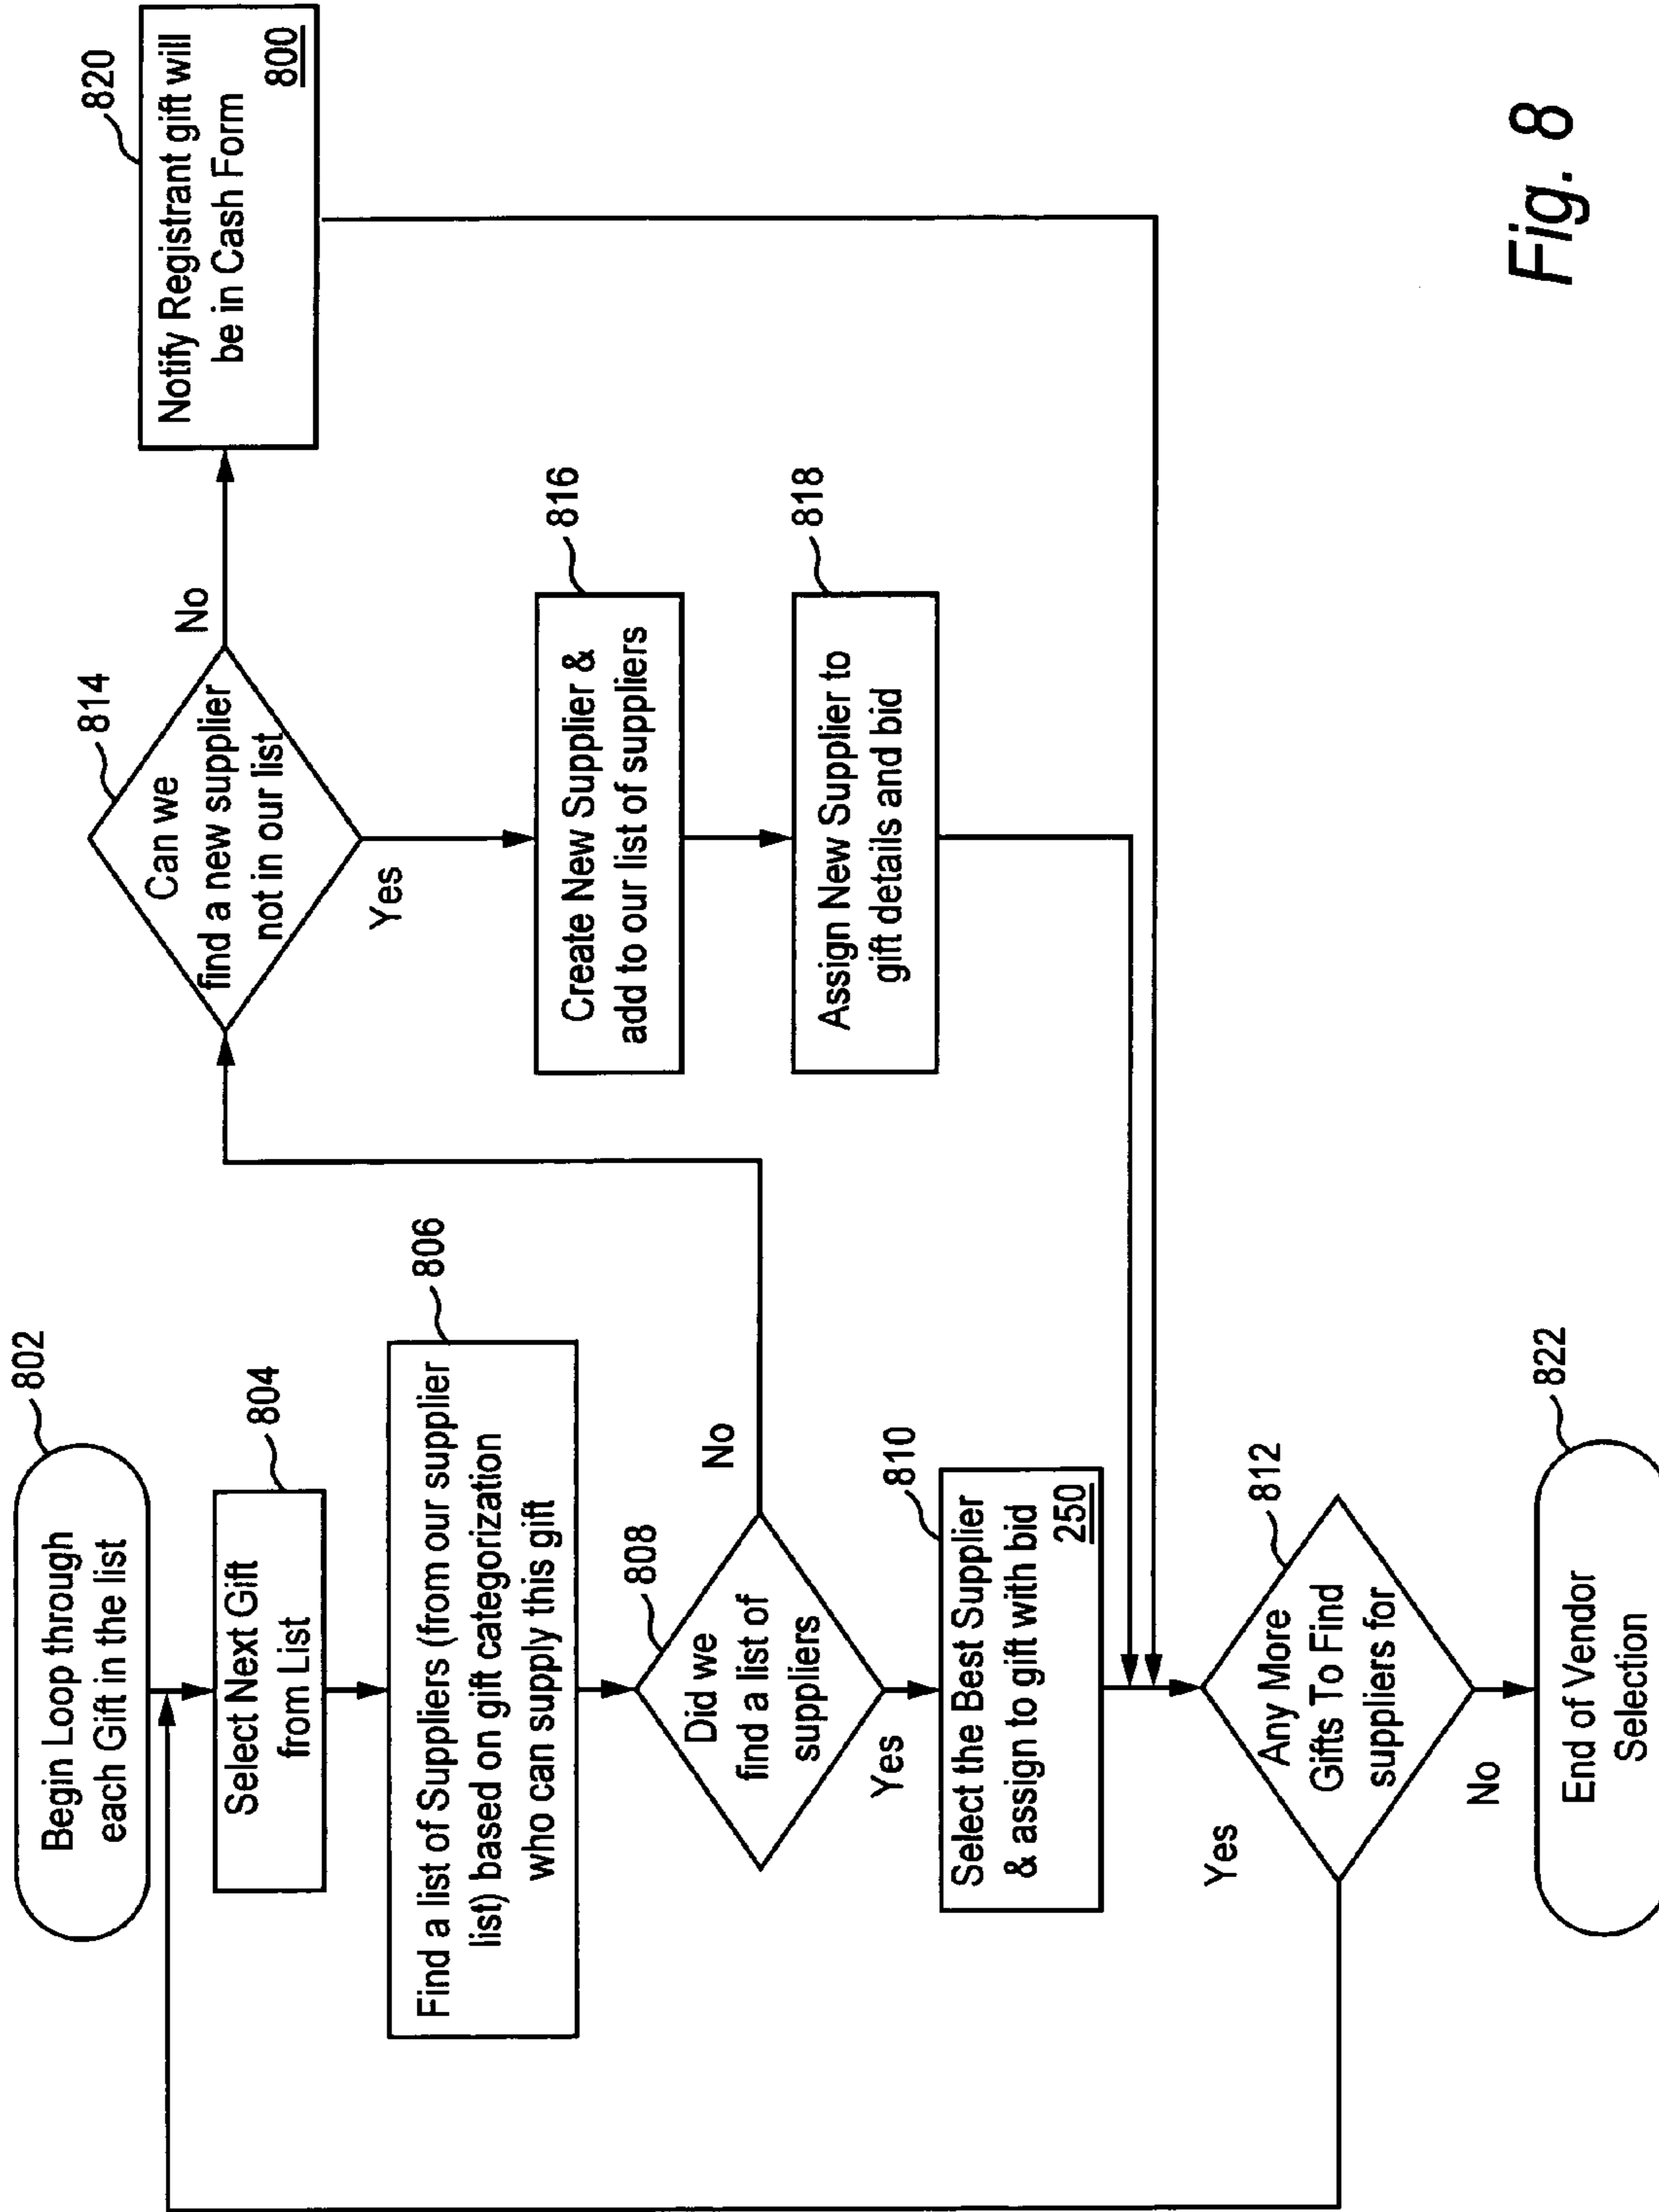 802
Begin Loop through
each Gift in the list
804
Select Next Gift
from List
806
Find a list of Suppliers (from our supplier
list) based on gift categorization
who can supply this gift
808
Did we
find a list of
suppliers
No
Yes
810
Select the Best Supplier
& assign to gift with bid
250
812
Any More
Gifts To Find
suppliers for
Yes
No
822
End of Vendor
Selection
814
Can we
find a new supplier
not in our list
No
Yes
816
Create New Supplier &
add to our list of suppliers
818
Assign New Supplier to
gift details and bid
820
Notify Registrant gift will
be in Cash Form
800
Fig. 8